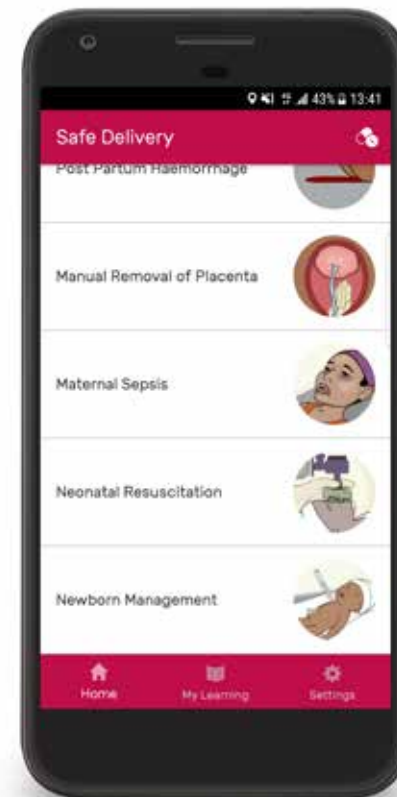 43% 13:41
Safe Delivery
Post Partum Haemorrhage
Manual Removal of Placenta
Maternal Sepsis
Neonatal Resuscitation
Newborn Management
Home My Learning Settings